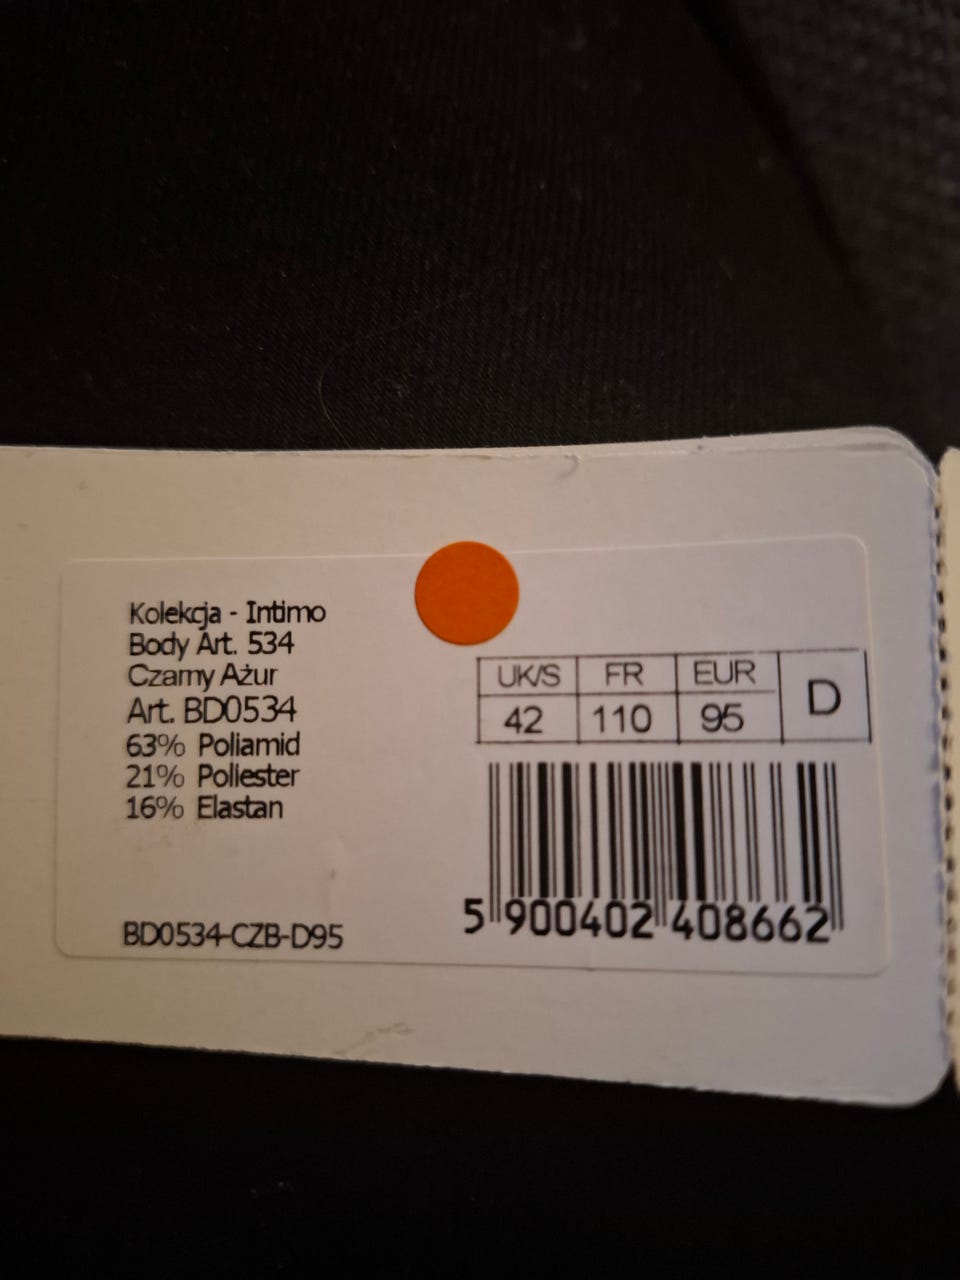 Kolekcja - Intimo
Body Art. 534
Czarny Ażur
Art. BD0534
63% Poliamid
21% Poliester
16% Elastan
BD0534-CZB-D95
UK/S FR EUR D
42 110 95
5 900402 408662